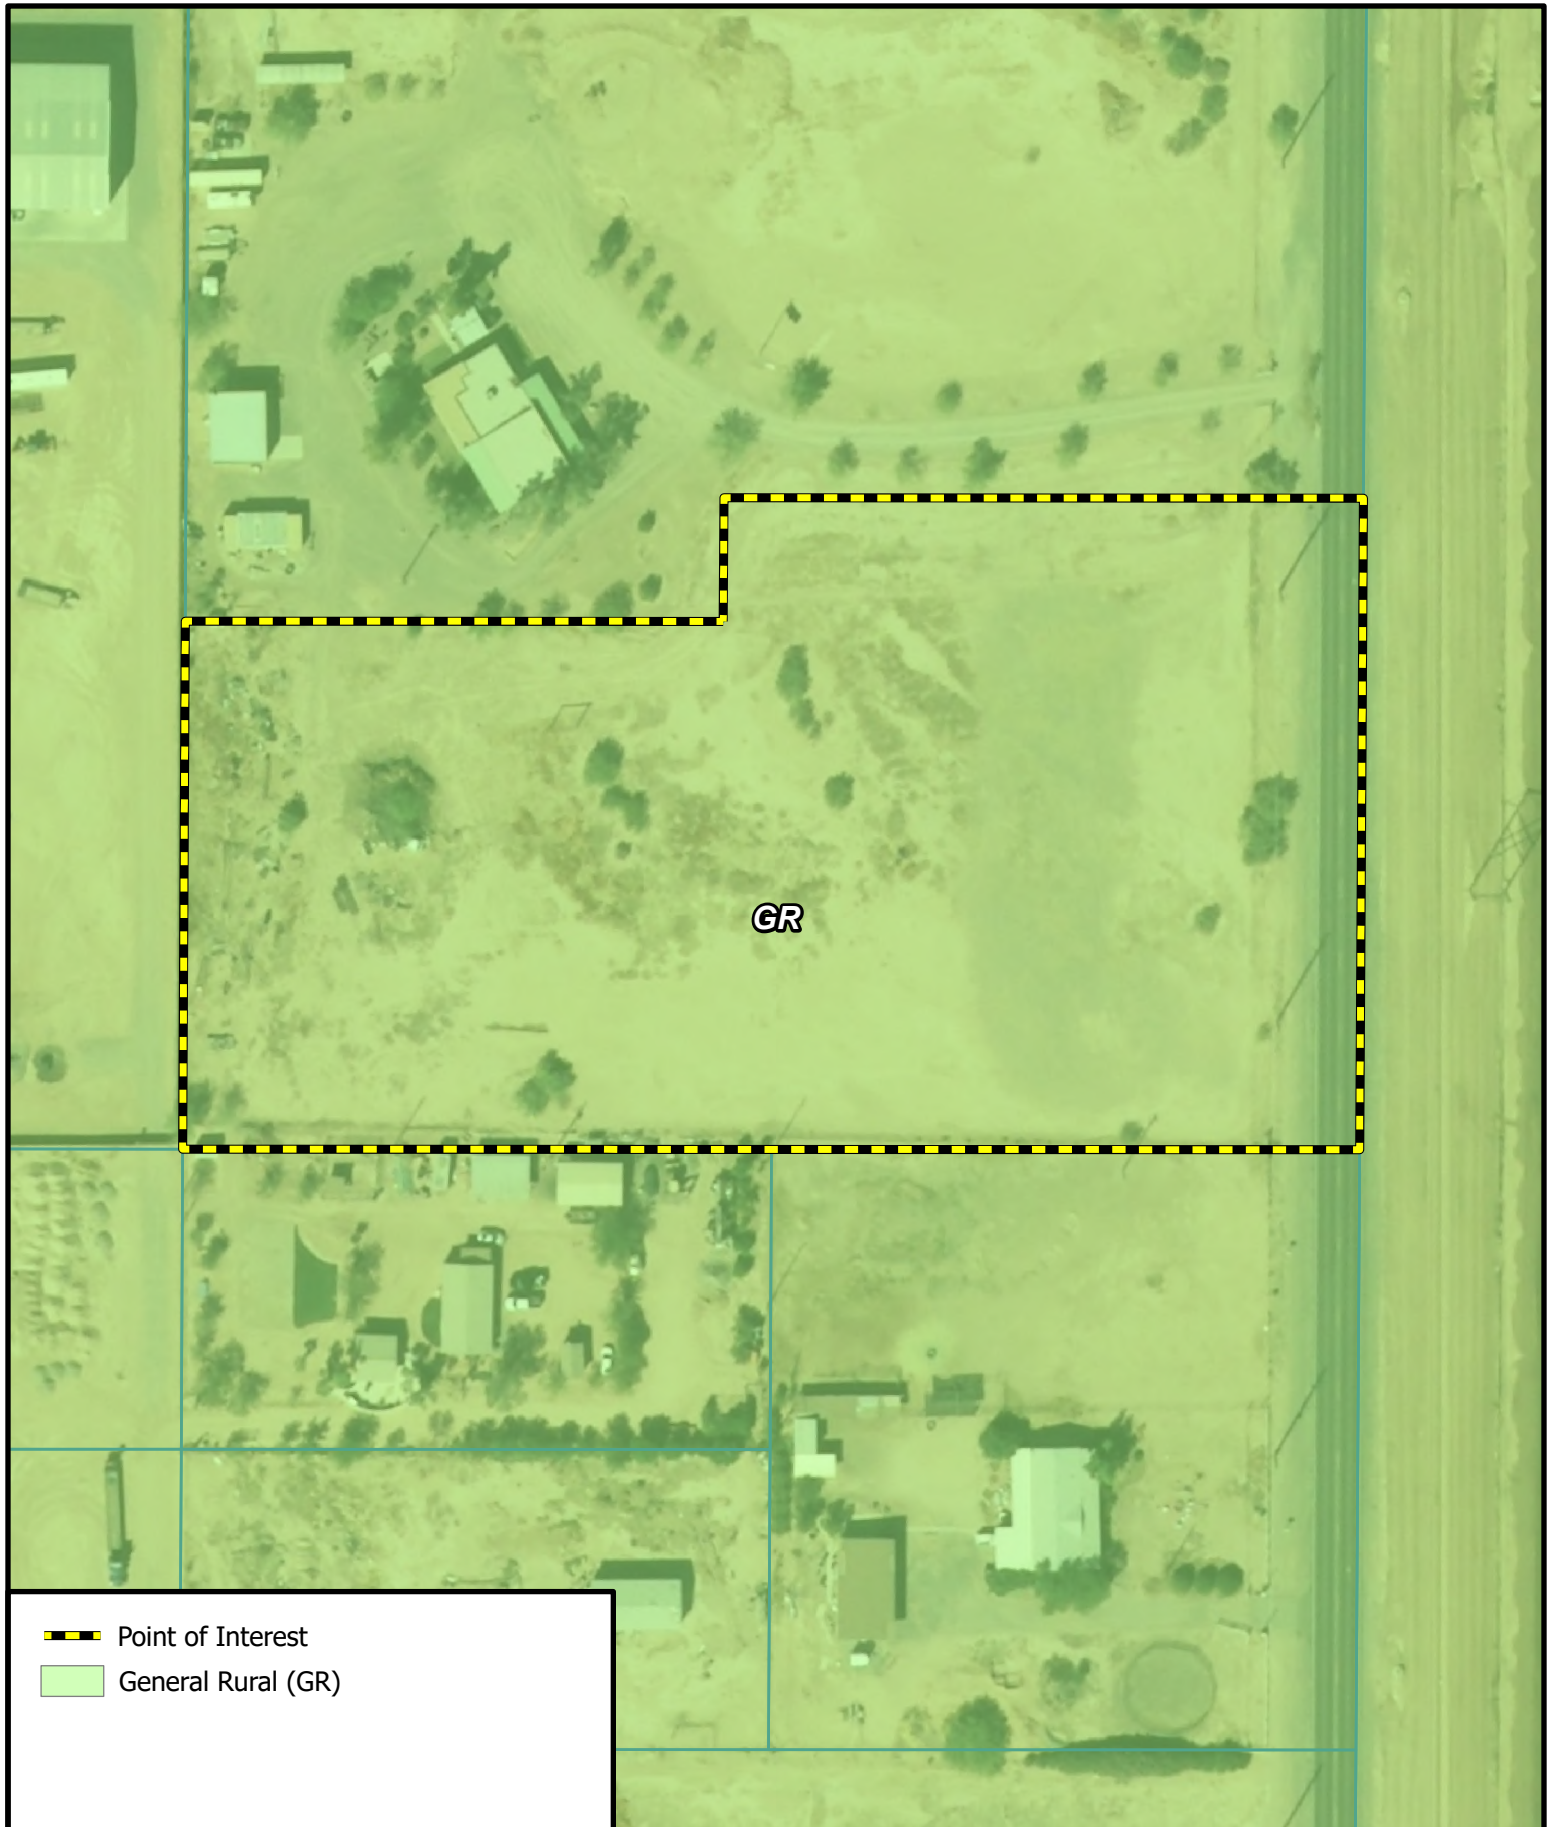 GR
Point of Interest
General Rural (GR)